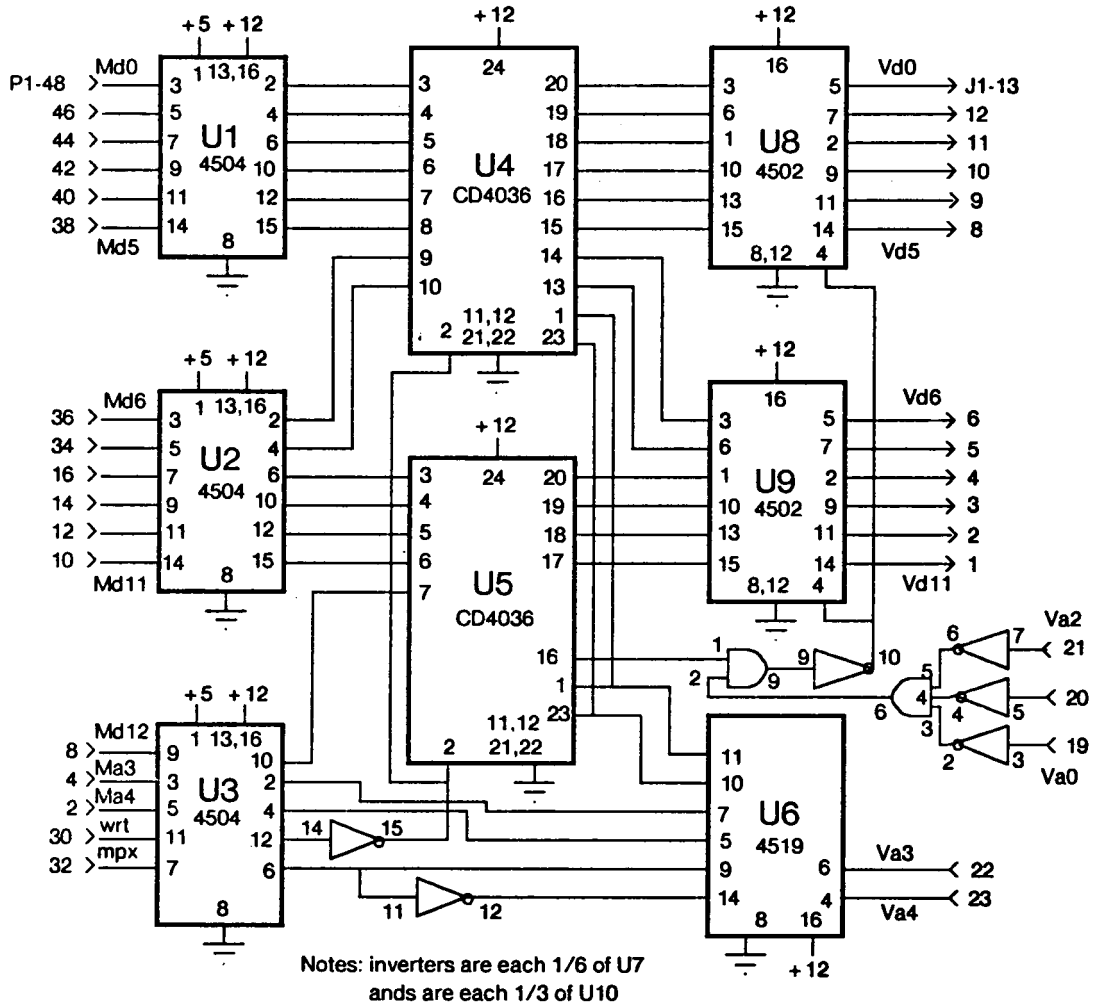 +5 +12
+12
+12
P1-48 Md0 3 1 13,16 2
46 5 4
44 7 U1 6
42 9 4504 10
40 11 12
38 Md5 14 8 15
24
3 20
4 19
5 18
6 U4 17
7 CD4036 16
8 15
9 14
10 13
11,12 1
2 21,22 23
16
3 5 Vd0 J1-13
6 7 12
1 U8 2 11
10 4502 9 10
13 11 9
15 14 Vd5 8
8,12 4
+5 +12
+12
+12
36 Md6 3 1 13,16 2
34 5 4
16 7 U2 6
14 9 4504 10
12 11 12
10 Md11 14 8 15
24
3 20
4 19
5 18
6 17
7 U5
CD4036
16
1
11,12 23
2 21,22
16
3 5 Vd6 6
6 7 5
1 U9 2 4
10 4502 9 3
13 11 2
15 14 Vd11 1
8,12 4
1 2 9 9 10
6 5 4 3
6 7 Va2 21
4 5 20
2 3 Va0 19
+5 +12
8 Md12 9 1 13,16 10
4 Ma3 3 U3 2
2 Ma4 5 4504 4
30 wrt 11 12
32 mpx 7 6
8
14 15
11 12
11
10
7 U6
5 4519
9 6 Va3 22
14 4 Va4 23
8 16
+12
Notes: inverters are each 1/6 of U7
ands are each 1/3 of U10